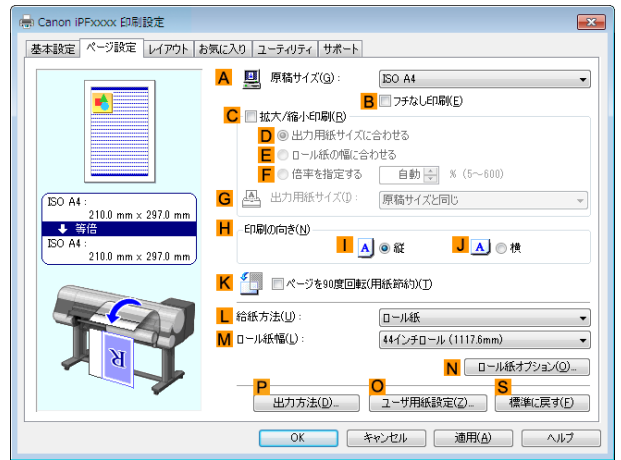 Canon iPFxxxx 印刷設定
基本設定 ページ設定 レイアウト お気に入り ユーティリティ サポート
A 原稿サイズ(G): ISO A4
B フチなし印刷(E)
C 拡大/縮小印刷(R)
D 出力用紙サイズに合わせる
E ロール紙の幅に合わせる
F 倍率を指定する 自動 % (5~600)
G 出力用紙サイズ(I): 原稿サイズと同じ
H 印刷の向き(N)
I A 縦 J A 横
K ページを90度回転(用紙節約)(T)
L 給紙方法(U): ロール紙
M ロール紙幅(L): 44インチロール (1117.6mm)
N ロール紙オプション(O)...
P O S
出力方法(D)... ユーザ用紙設定(Z)... 標準に戻す(F)
ISO A4:
210.0 mm x 297.0 mm
等倍
ISO A4:
210.0 mm x 297.0 mm
R
OK キャンセル 適用(A) ヘルプ